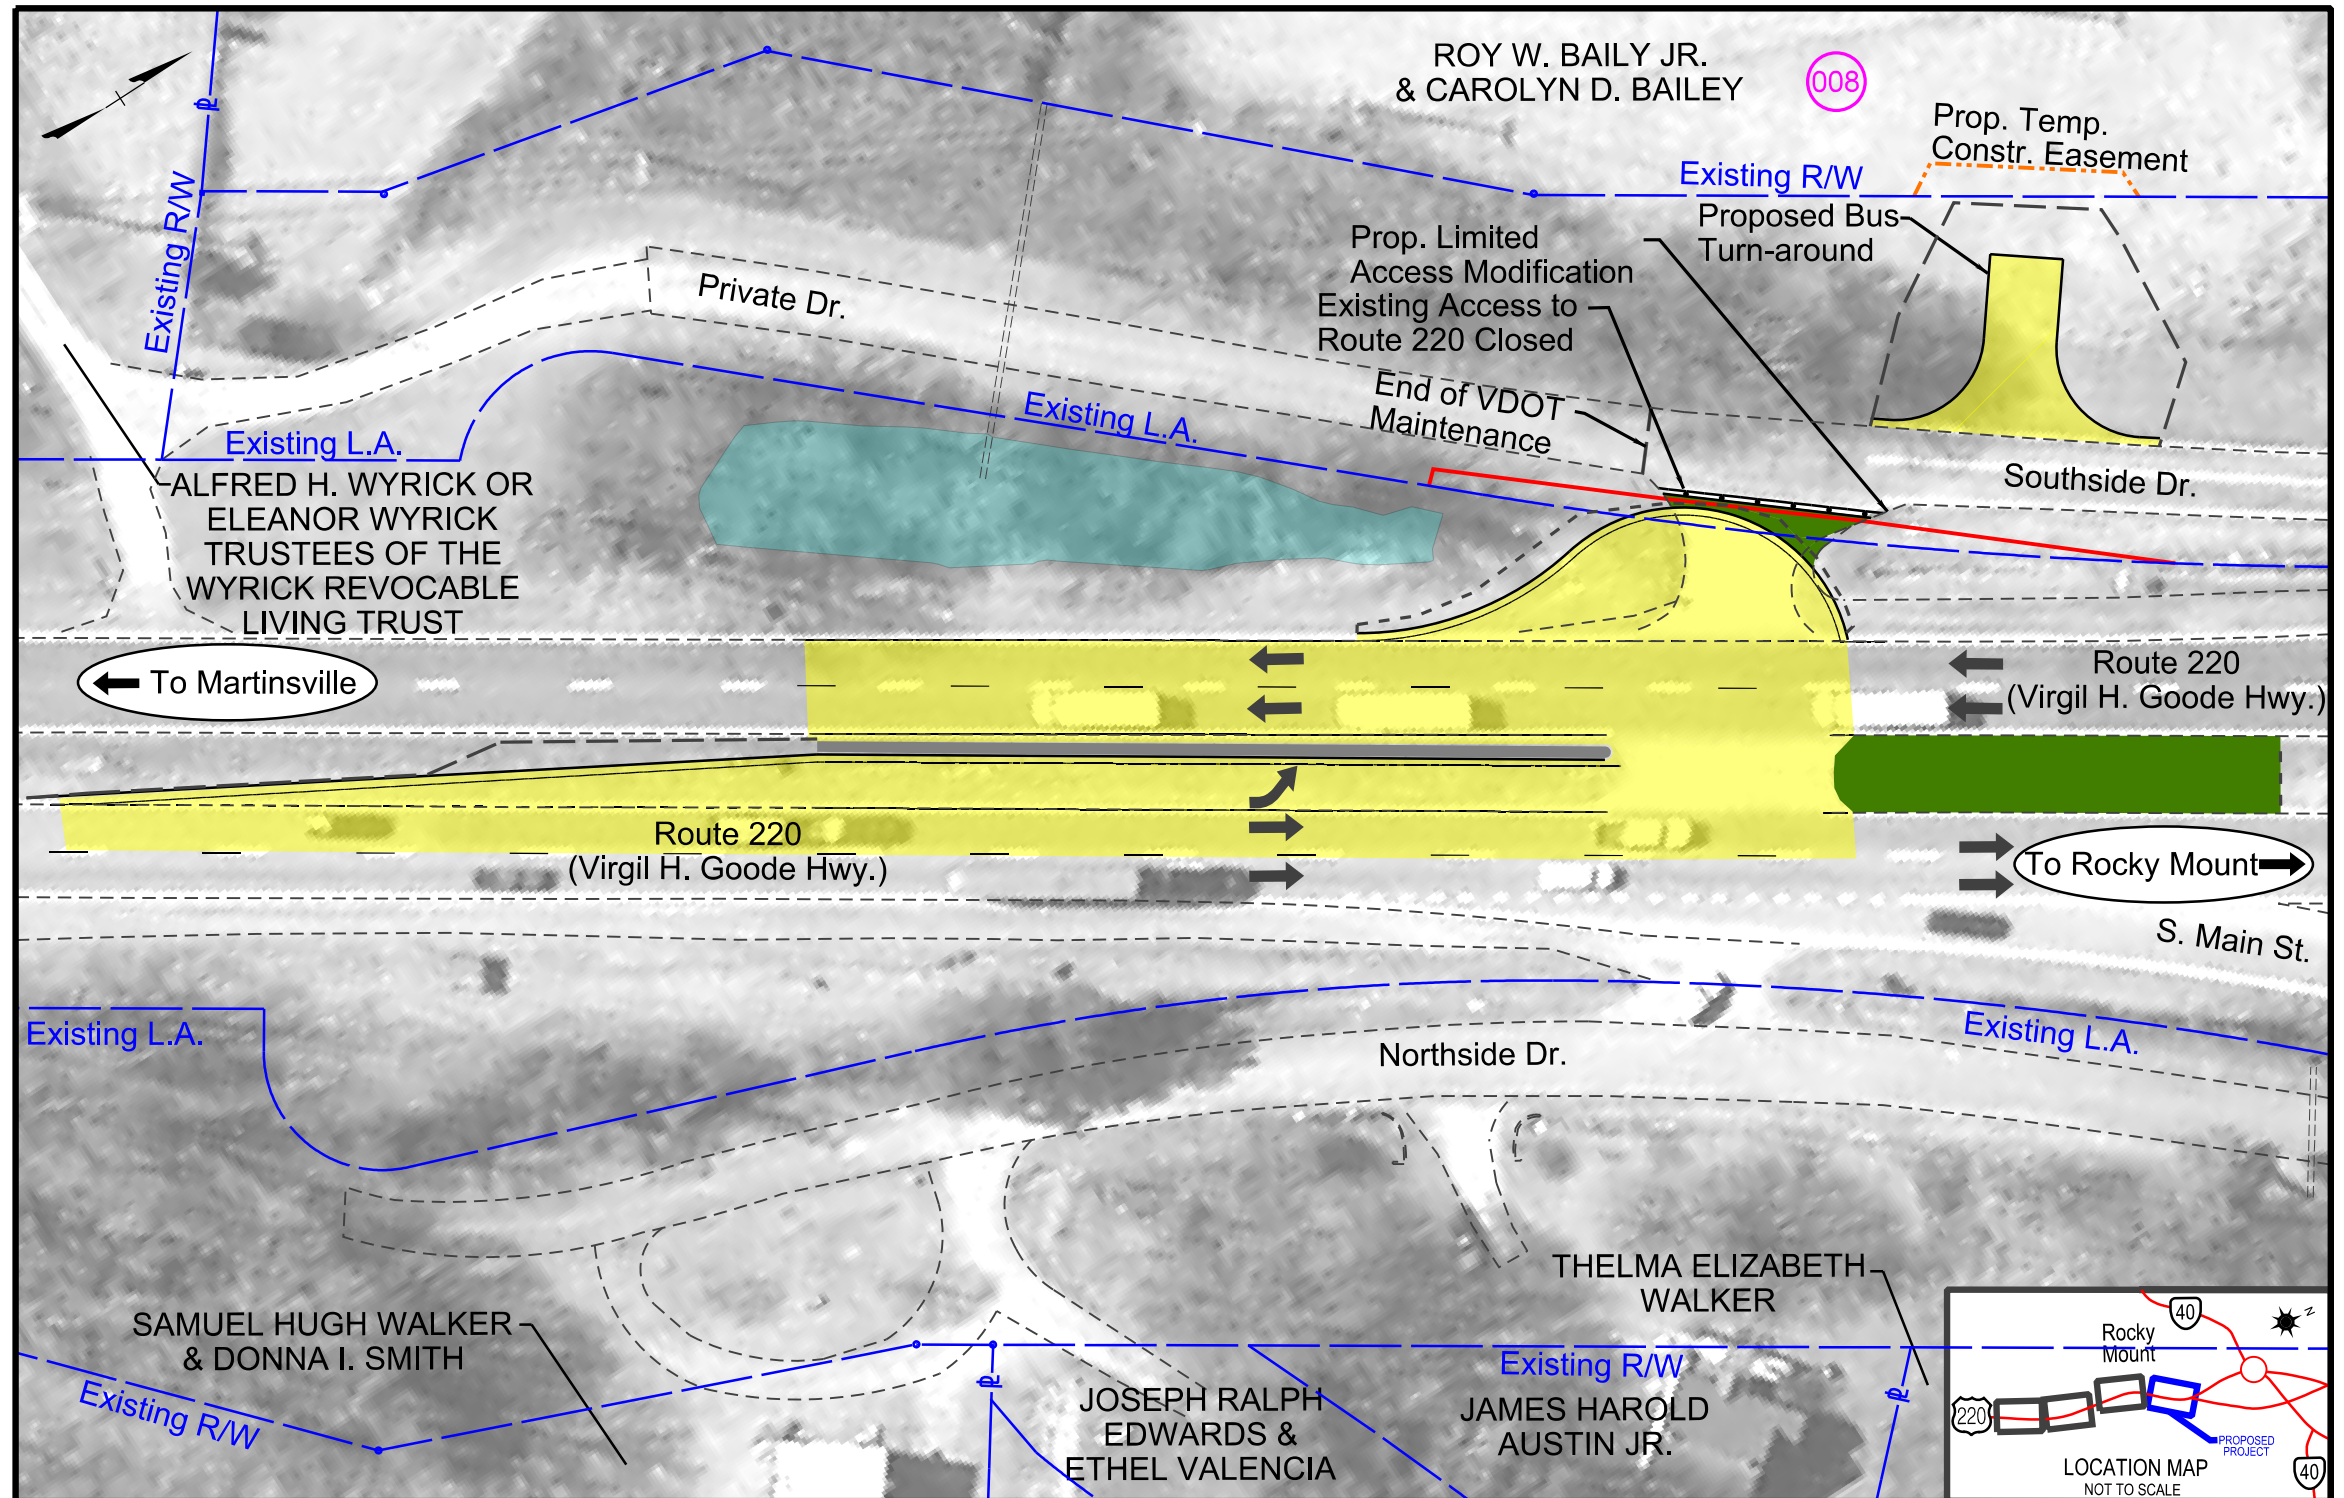 ROY W. BAILY JR.
& CAROLYN D. BAILEY
008
Prop. Temp.
Constr. Easement
Existing R/W
Existing R/W
Proposed Bus
Turn-around
Prop. Limited
Access Modification
Existing Access to
Route 220 Closed
Private Dr.
End of VDOT
Maintenance
Existing L.A.
Existing L.A.
Southside Dr.
ALFRED H. WYRICK OR
ELEANOR WYRICK
TRUSTEES OF THE
WYRICK REVOCABLE
LIVING TRUST
To Martinsville
Route 220
(Virgil H. Goode Hwy.)
Route 220
(Virgil H. Goode Hwy.)
To Rocky Mount
S. Main St.
Existing L.A.
Existing L.A.
Northside Dr.
THELMA ELIZABETH
WALKER
SAMUEL HUGH WALKER
& DONNA I. SMITH
Existing R/W
Existing R/W
JOSEPH RALPH
EDWARDS &
ETHEL VALENCIA
JAMES HAROLD
AUSTIN JR.
40
N
Rocky
Mount
220
PROPOSED
PROJECT
40
LOCATION MAP
NOT TO SCALE